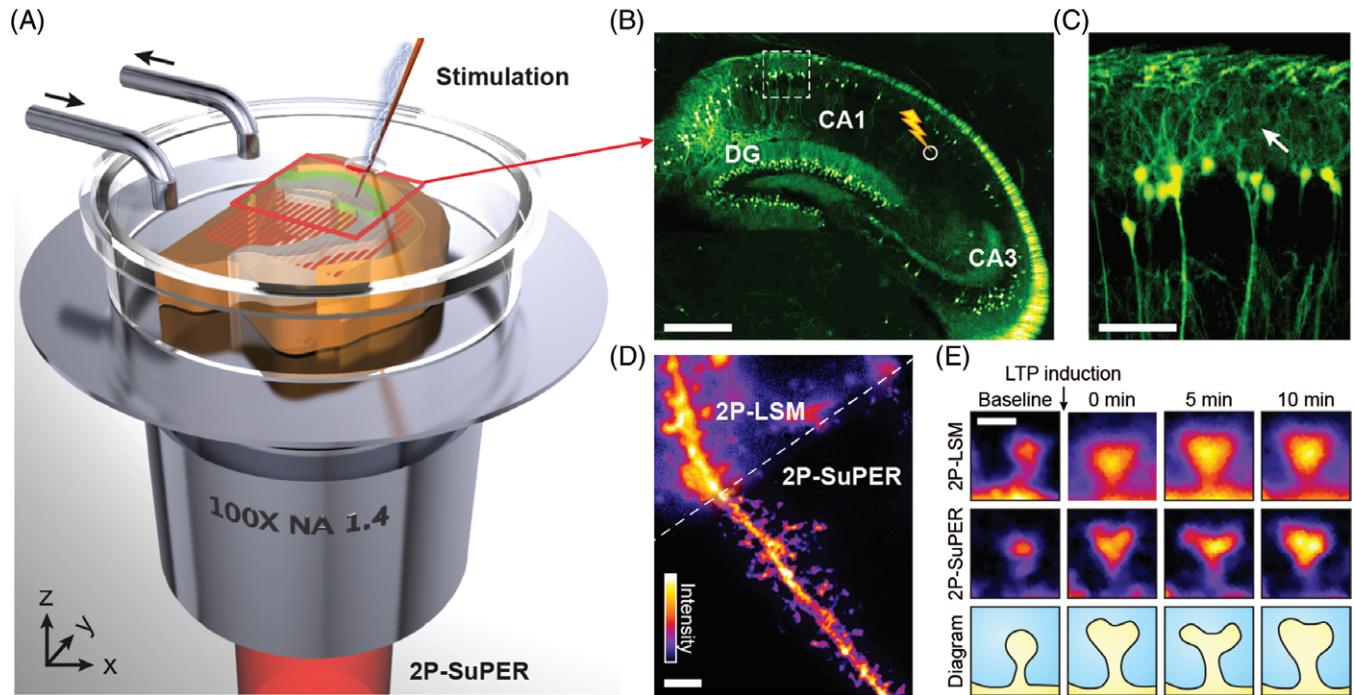 (A)
Stimulation
100X NA 1.4
z
y
x
2P-SuPER
(B)
CA1
DG
CA3
(C)
(D)
2P-LSM
2P-SuPER
Intensity
(E)
LTP induction
Baseline
0 min
5 min
10 min
2P-LSM
2P-SuPER
Diagram